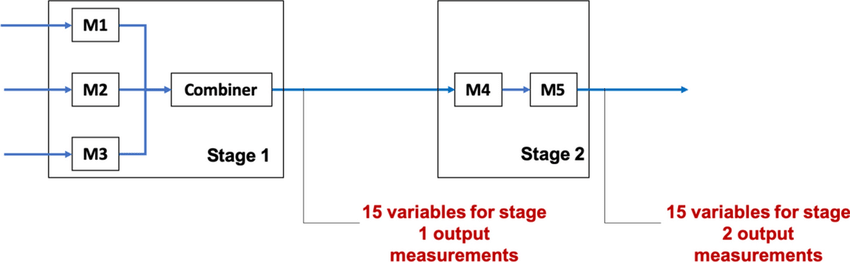 M1
M2
Combiner
M3
Stage 1
M4
M5
Stage 2
15 variables for stage
1 output
measurements
15 variables for stage
2 output
measurements